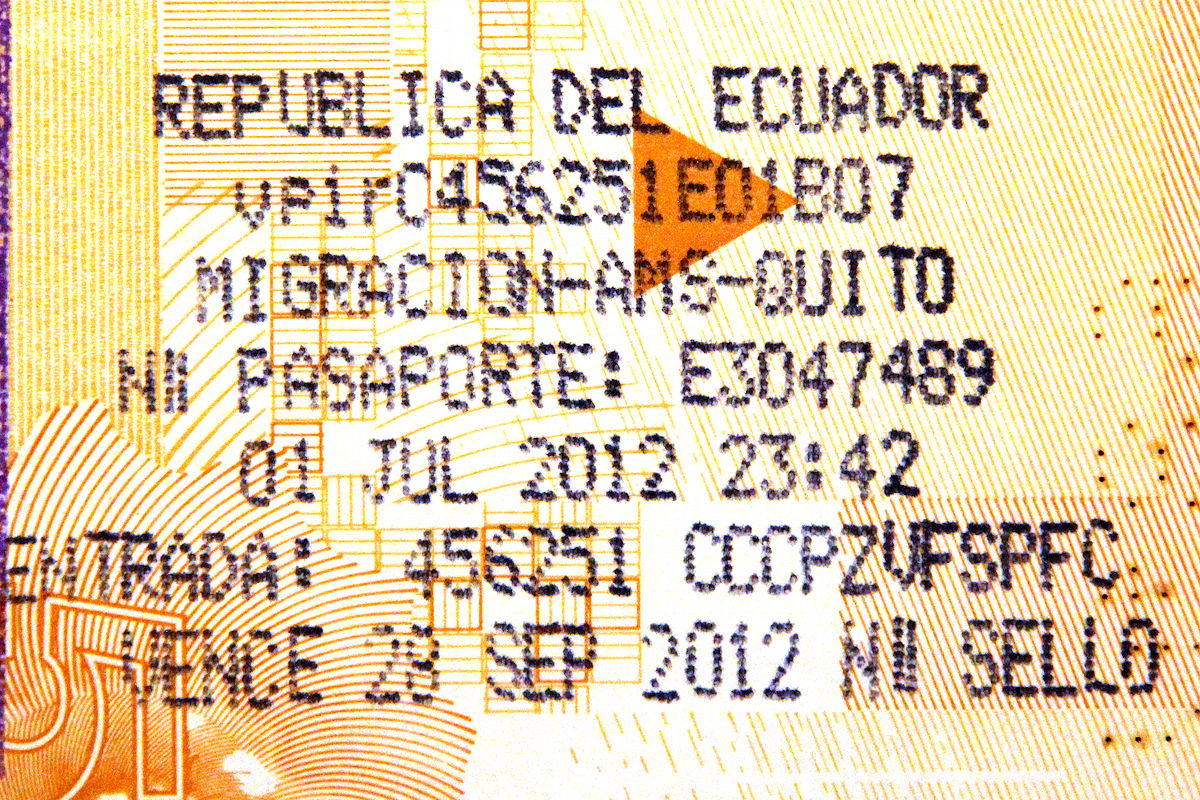 REPUBLICA DEL ECUADOR
vpirC456251E01B07
MIGRACION-AMS-QUITO
PASAPORTE: E3047489
01 JUL 2012 23:42
ENTRADA: 456251 CCCPZVFSPFC
VENCE 28 SEP 2012 SELLO